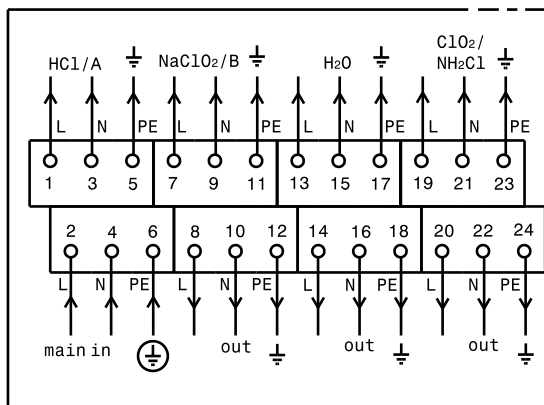 HCl/A NaClO₂/B H₂O ClO₂/
NH₂Cl
L N PE L N PE L N PE L N PE
1 3 5 7 9 11 13 15 17 19 21 23
2 4 6 8 10 12 14 16 18 20 22 24
L N PE L N PE L N PE L N PE
main in out out out